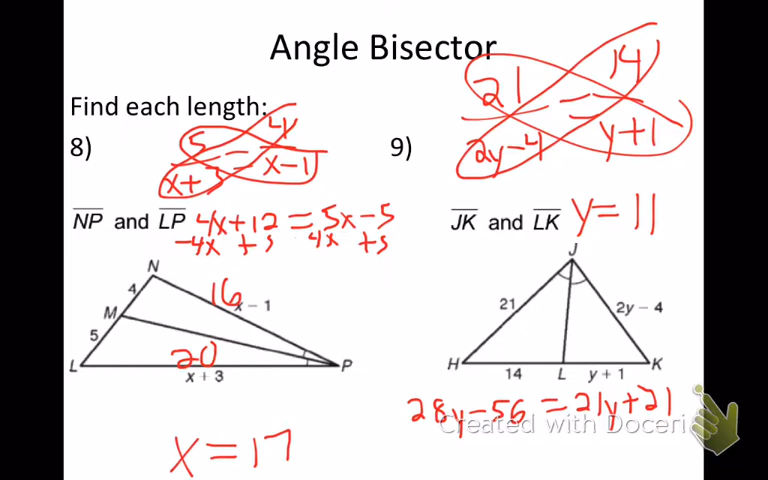 Angle Bisector
Find each length:
8)
5 = 4
x+3 x-1
9)
21 = 14
2y-4 y+1
NP and LP 4x+12 = 5x-5
-4x +5 4x +5
JK and LK y = 11
N
4
M
5
L
16
x - 1
20
x + 3
P
x = 17
J
21
2y - 4
H
14
L
y + 1
K
28y-56 = 21y+21
Created with Doceri